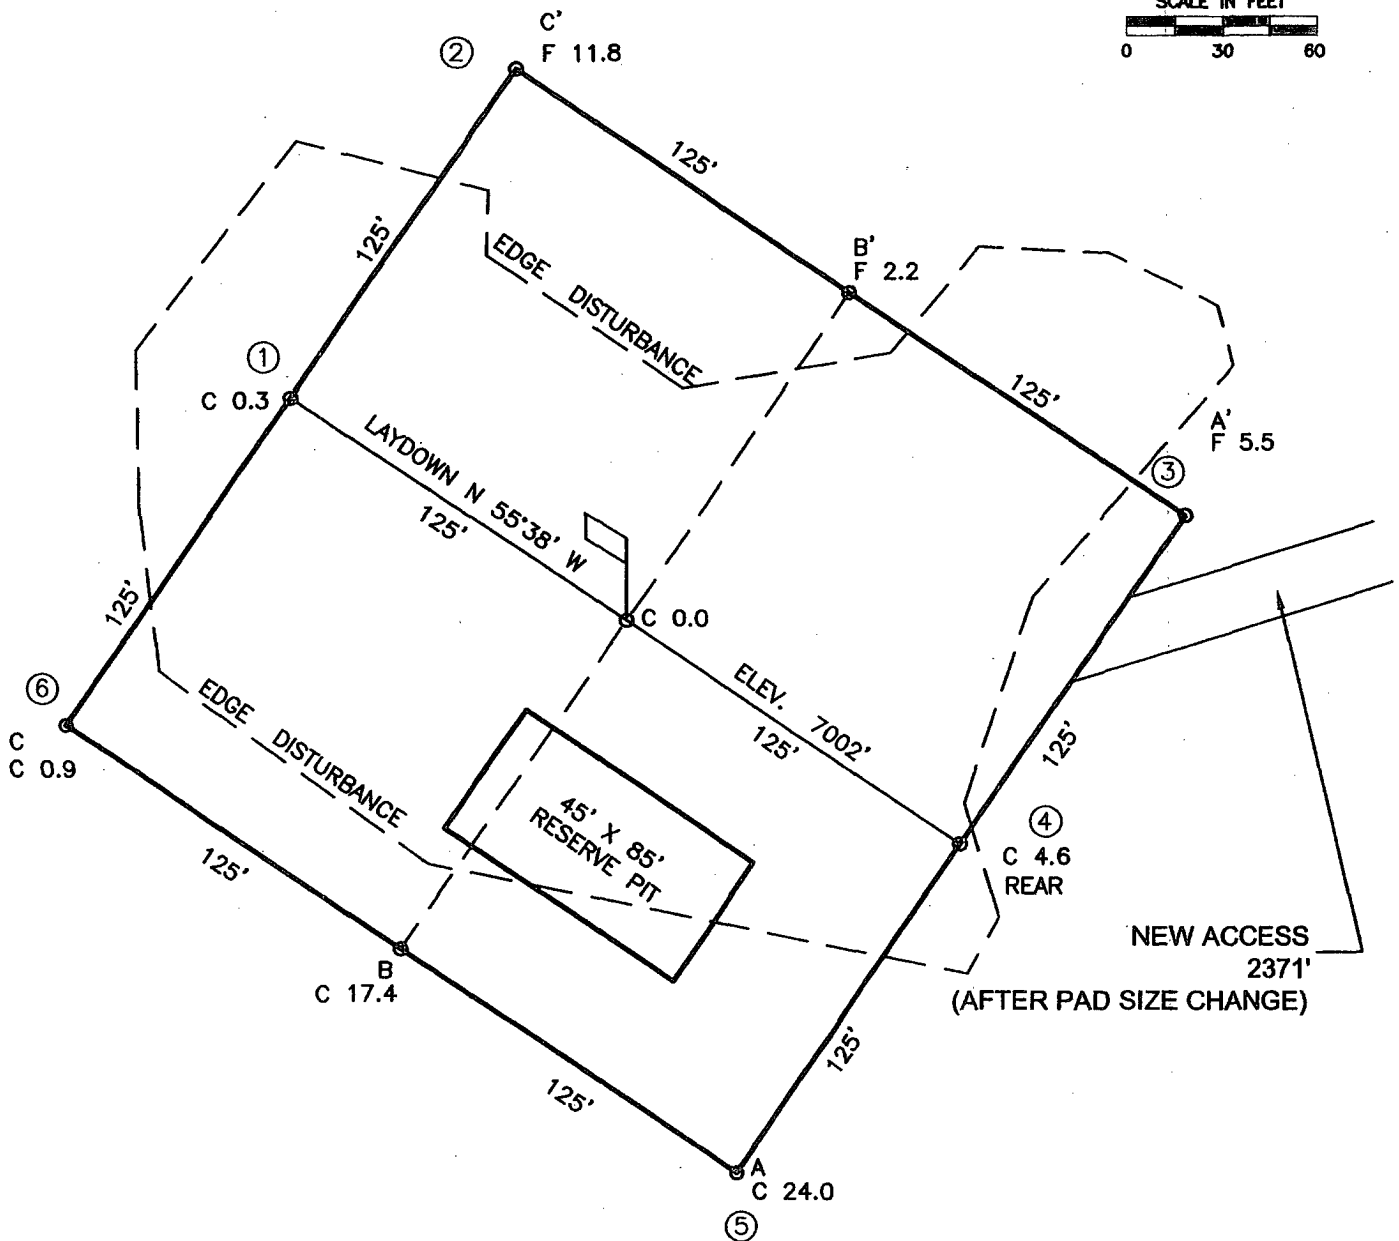 SCALE IN FEET
0 30 60
C'
② F 11.8
125'
125'
B'
F 2.2
EDGE DISTURBANCE
①
C 0.3
125'
A'
F 5.5
③
LAYDOWN N 55°38' W
125'
C 0.0
125'
ELEV. 7002'
125'
125'
⑥
C
C 0.9
EDGE DISTURBANCE
45' X 85'
RESERVE PIT
④
C 4.6
REAR
125'
B
C 17.4
NEW ACCESS
2371'
(AFTER PAD SIZE CHANGE)
125'
125'
A
C 24.0
⑤